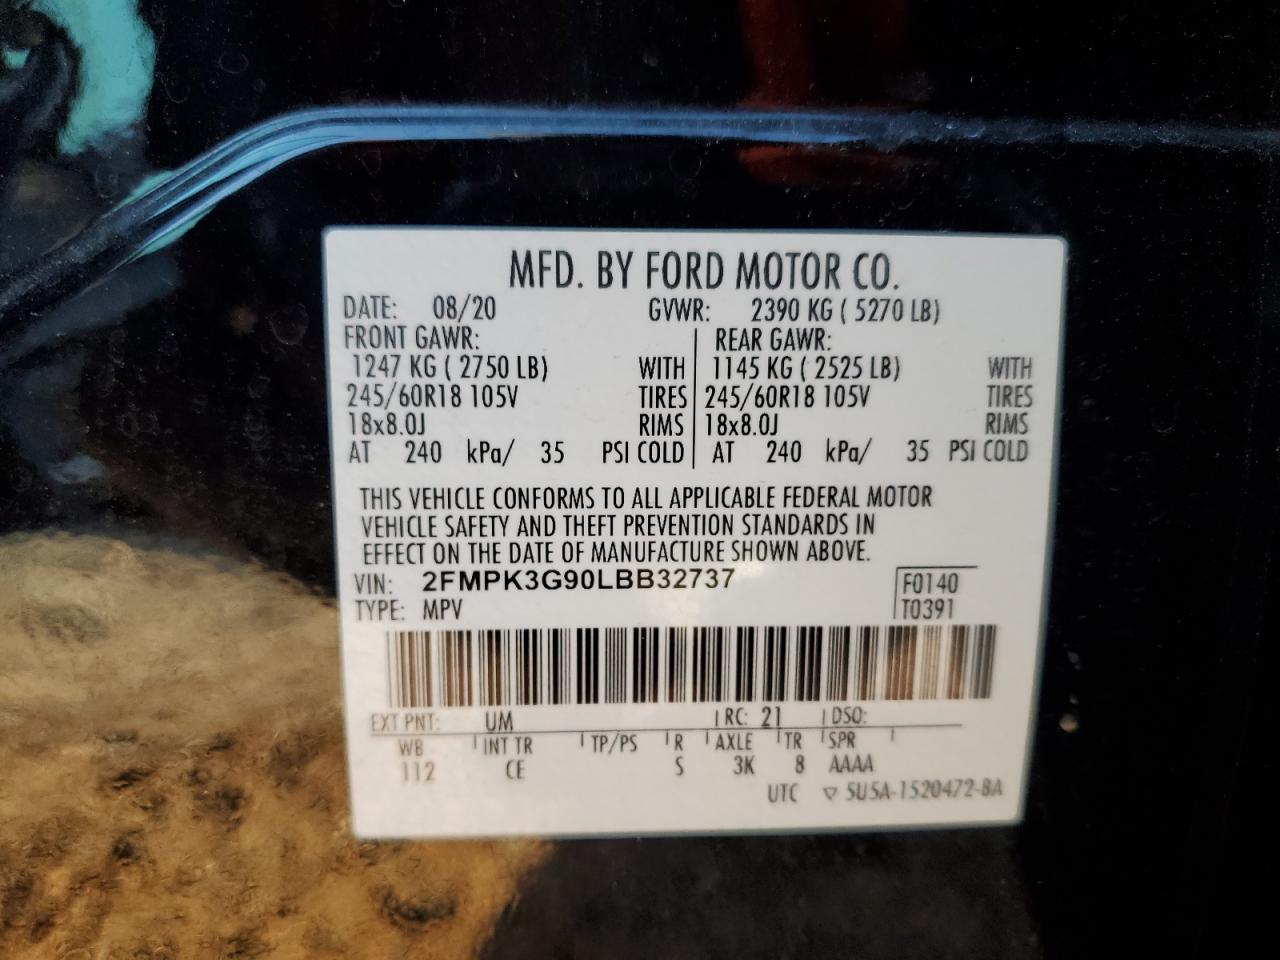 MFD. BY FORD MOTOR CO.
DATE: 08/20 GVWR: 2390 KG ( 5270 LB)
FRONT GAWR: REAR GAWR:
1247 KG ( 2750 LB) WITH 1145 KG ( 2525 LB) WITH
245/60R18 105V TIRES 245/60R18 105V TIRES
18x8.0J RIMS 18x8.0J RIMS
AT 240 kPa/ 35 PSI COLD AT 240 kPa/ 35 PSI COLD
THIS VEHICLE CONFORMS TO ALL APPLICABLE FEDERAL MOTOR
VEHICLE SAFETY AND THEFT PREVENTION STANDARDS IN
EFFECT ON THE DATE OF MANUFACTURE SHOWN ABOVE.
VIN: 2FMPK3G90LBB32737 F0140
TYPE: MPV T0391
EXT PNT: UM RC: 21 DSO:
WB INT TR TP/PS R AXLE TR SPR
112 CE S 3K 8 AAAA
UTC ▽ 5U5A-1520472-BA